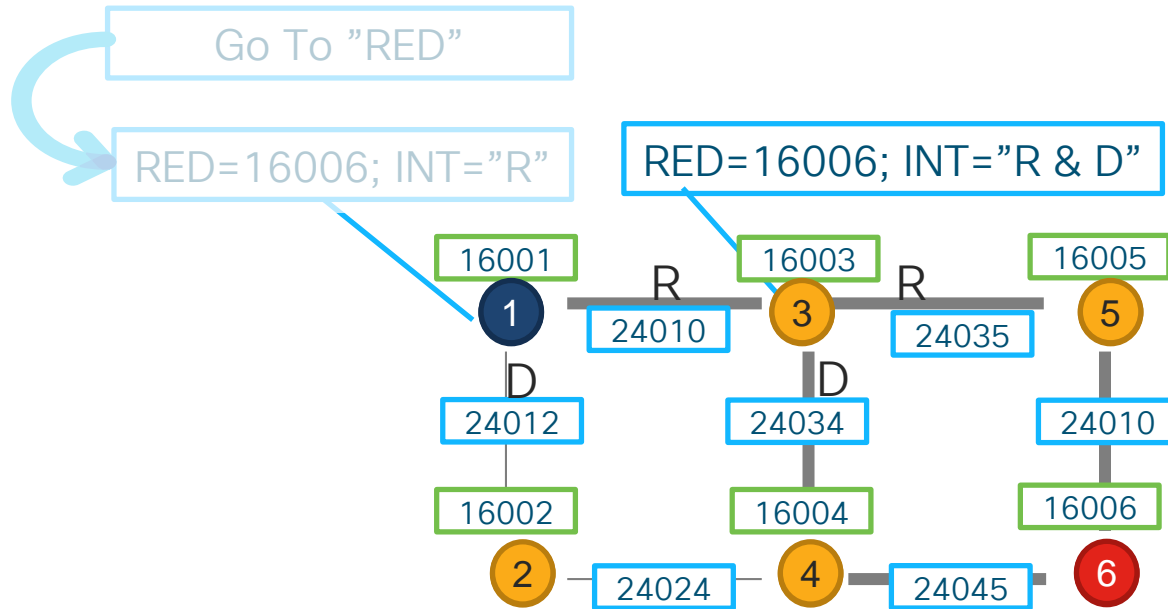 Go To ”RED”
RED=16006; INT=”R”
RED=16006; INT=”R & D”
16001
16003
16005
R
R
1
3
5
24010
24035
D
D
24012
24034
24010
16002
16004
16006
2
4
6
24024
24045